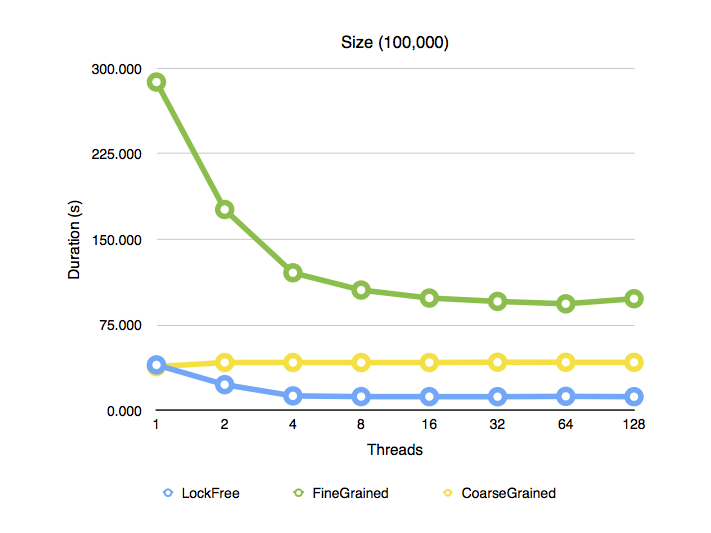 Size (100,000)
300.000
225.000
150.000
75.000
0.000
Duration (s)
1 2 4 8 16 32 64 128
Threads
LockFree FineGrained CoarseGrained